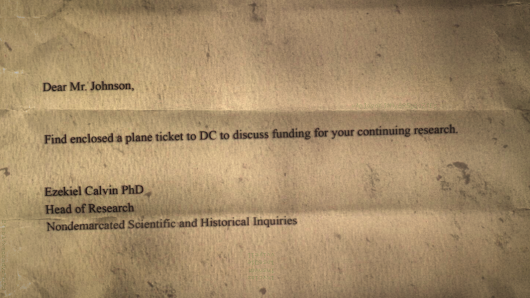 Dear Mr. Johnson,
Find enclosed a plane ticket to DC to discuss funding for your continuing research.
Ezekiel Calvin PhD
Head of Research
Nondemarcated Scientific and Historical Inquiries